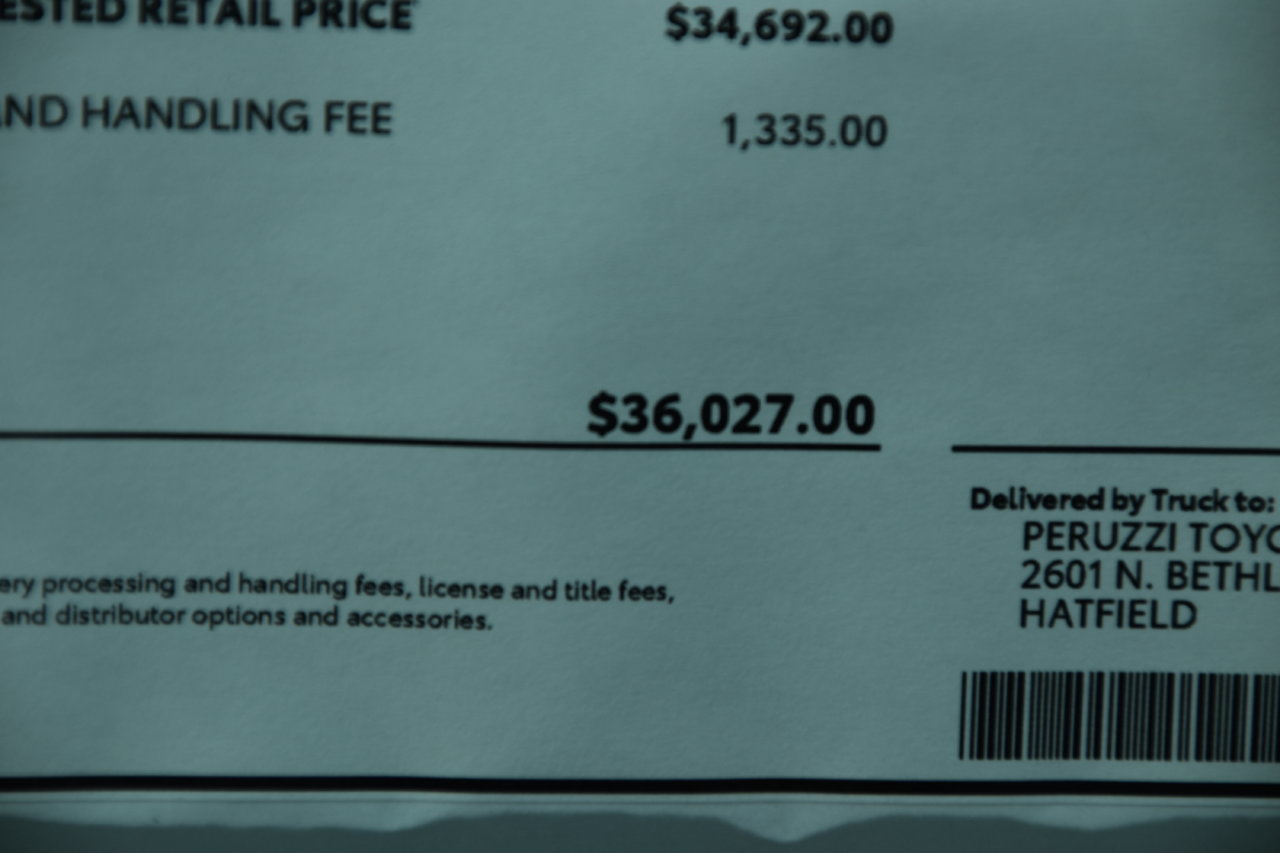 ESTED RETAIL PRICE $34,692.00
AND HANDLING FEE 1,335.00
$36,027.00
Delivered by Truck to:
PERUZZI TOYO
2601 N. BETHL
HATFIELD
ery processing and handling fees, license and title fees,
and distributor options and accessories.